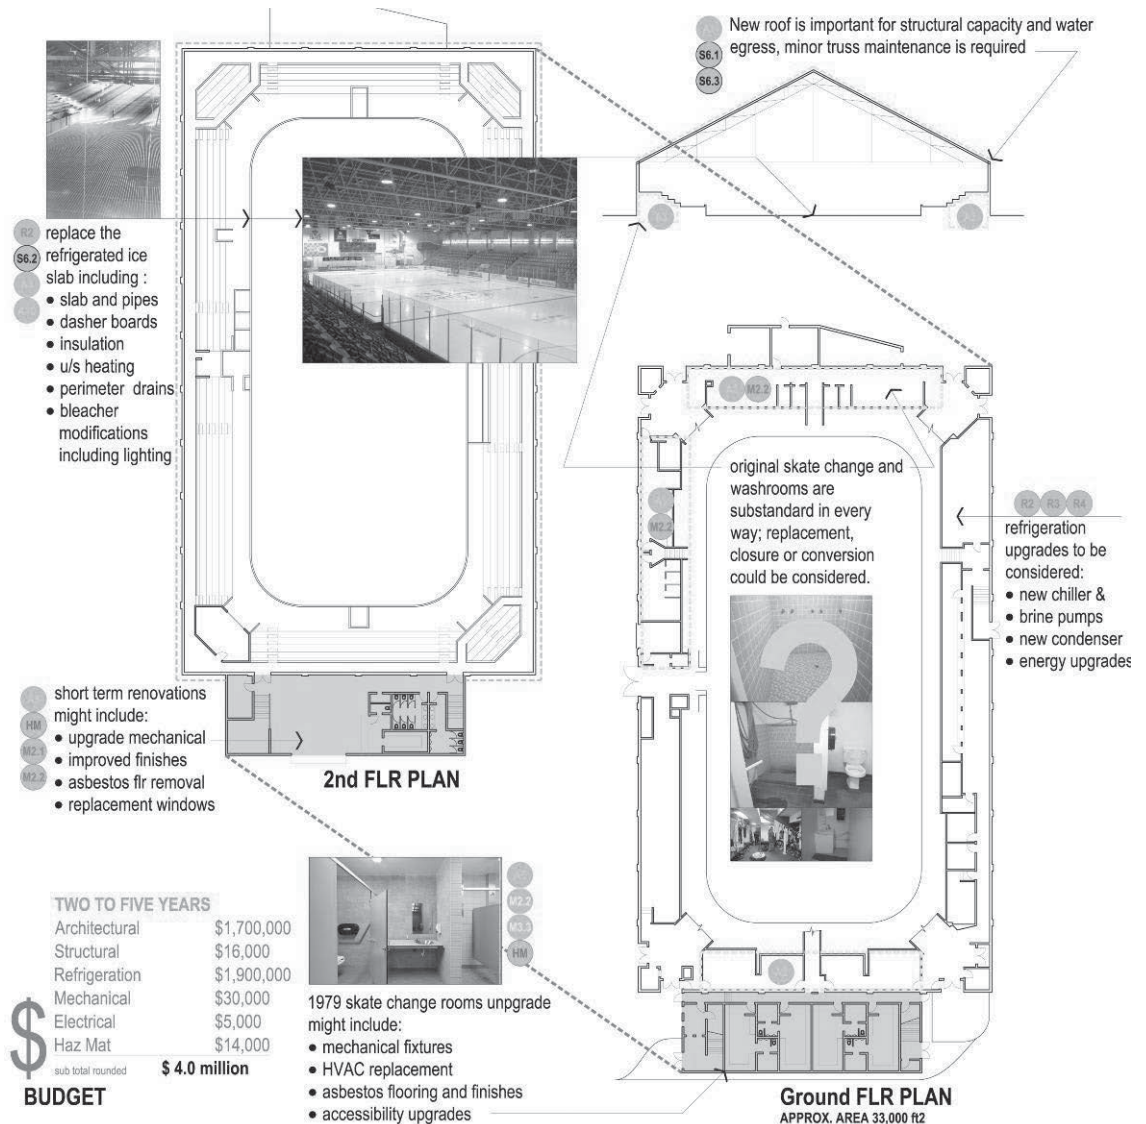 New roof is important for structural capacity and water
egress, minor truss maintenance is required
S6.1
S6.3
R2
S6.2
replace the
refrigerated ice
slab including :
• slab and pipes
• dasher boards
• insulation
• u/s heating
• perimeter drains
• bleacher
modifications
including lighting
M2.2
M2.2
original skate change and
washrooms are
substandard in every
way; replacement,
closure or conversion
could be considered.
?
R2 R3 R4
refrigeration
upgrades to be
considered:
• new chiller &
• brine pumps
• new condenser
• energy upgrades
HM
M2.1
M2.2
short term renovations
might include:
• upgrade mechanical
• improved finishes
• asbestos flr removal
• replacement windows
2nd FLR PLAN
TWO TO FIVE YEARS
Architectural $1,700,000
Structural $16,000
Refrigeration $1,900,000
Mechanical $30,000
Electrical $5,000
Haz Mat $14,000
sub total rounded $ 4.0 million
$
BUDGET
M2.2
M3.3
HM
1979 skate change rooms unpgrade
might include:
• mechanical fixtures
• HVAC replacement
• asbestos flooring and finishes
• accessibility upgrades
Ground FLR PLAN
APPROX. AREA 33,000 ft2